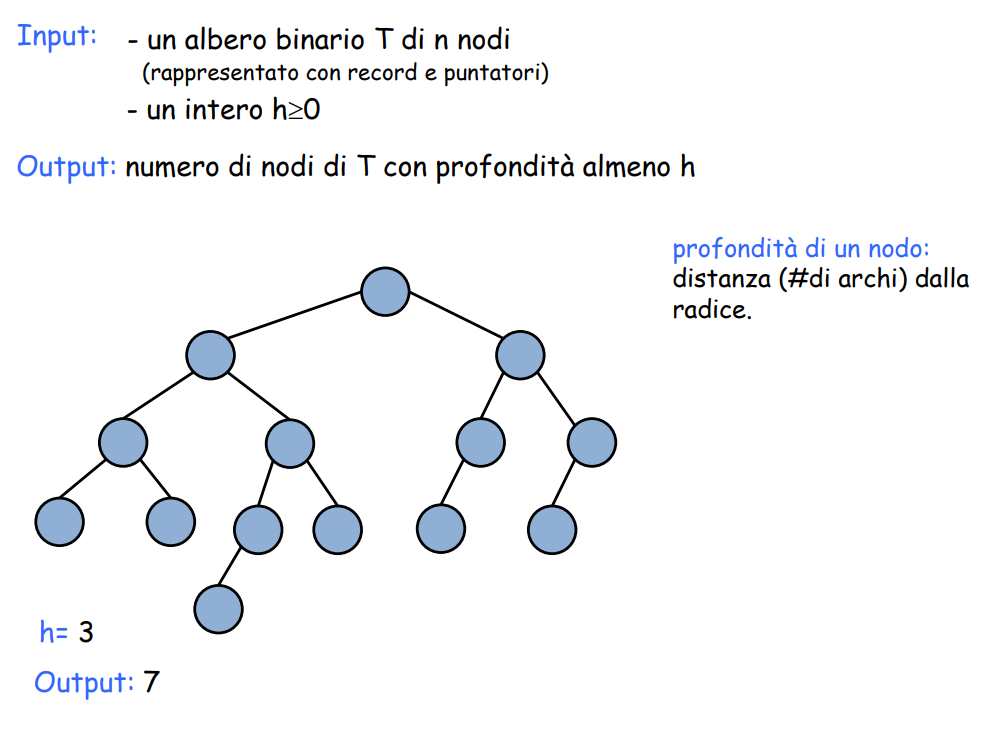 Input: - un albero binario T di n nodi
(rappresentato con record e puntatori)
- un intero h≥0
Output: numero di nodi di T con profondità almeno h
profondità di un nodo:
distanza (#di archi) dalla
radice.
h= 3
Output: 7